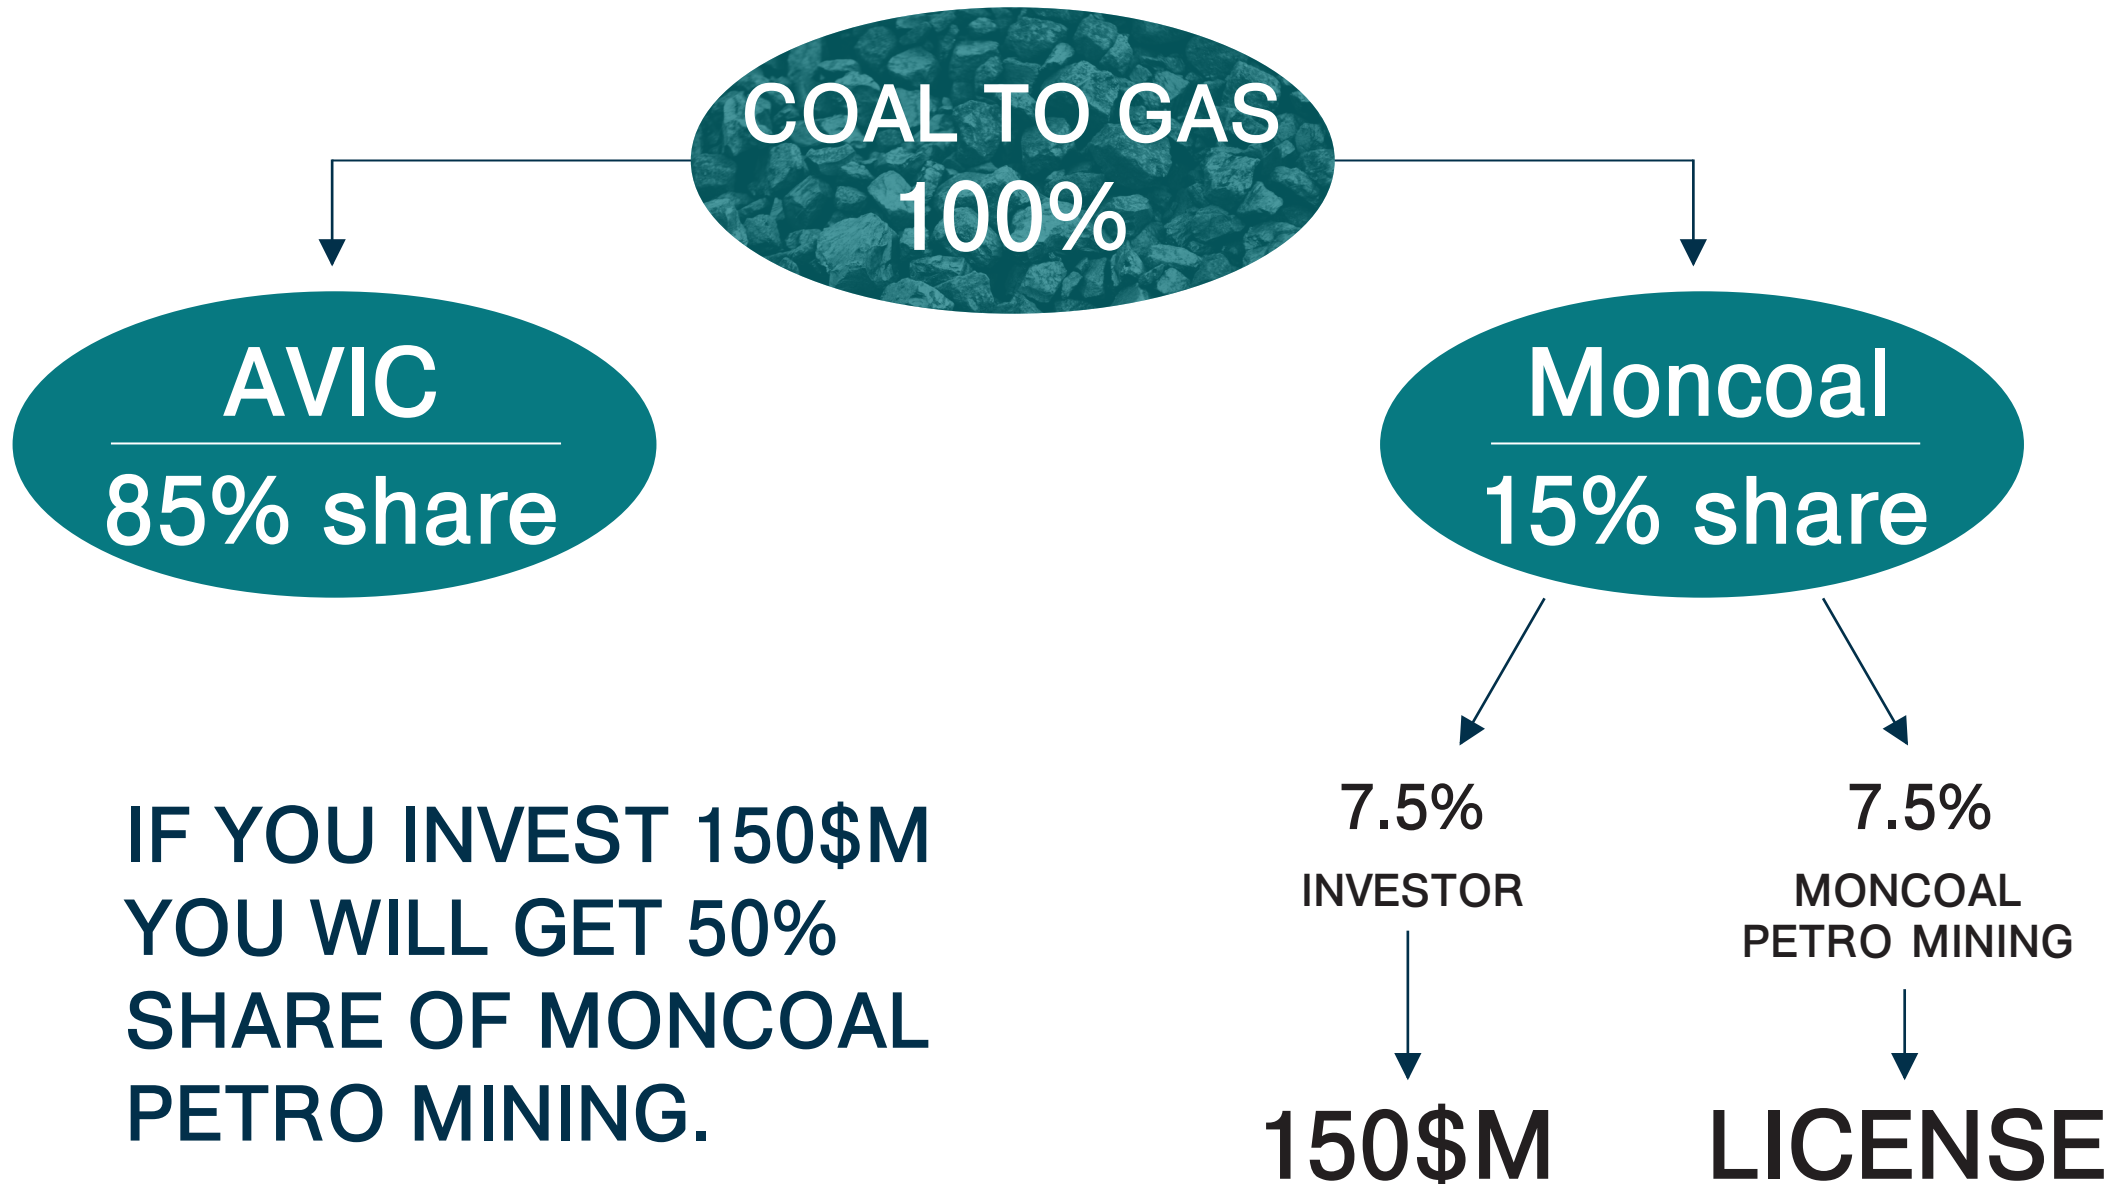 COAL TO GAS
100%
AVIC
85% share
Moncoal
15% share
IF YOU INVEST 150$M
YOU WILL GET 50%
SHARE OF MONCOAL
PETRO MINING.
7.5%
INVESTOR
150$M
7.5%
MONCOAL
PETRO MINING
LICENSE